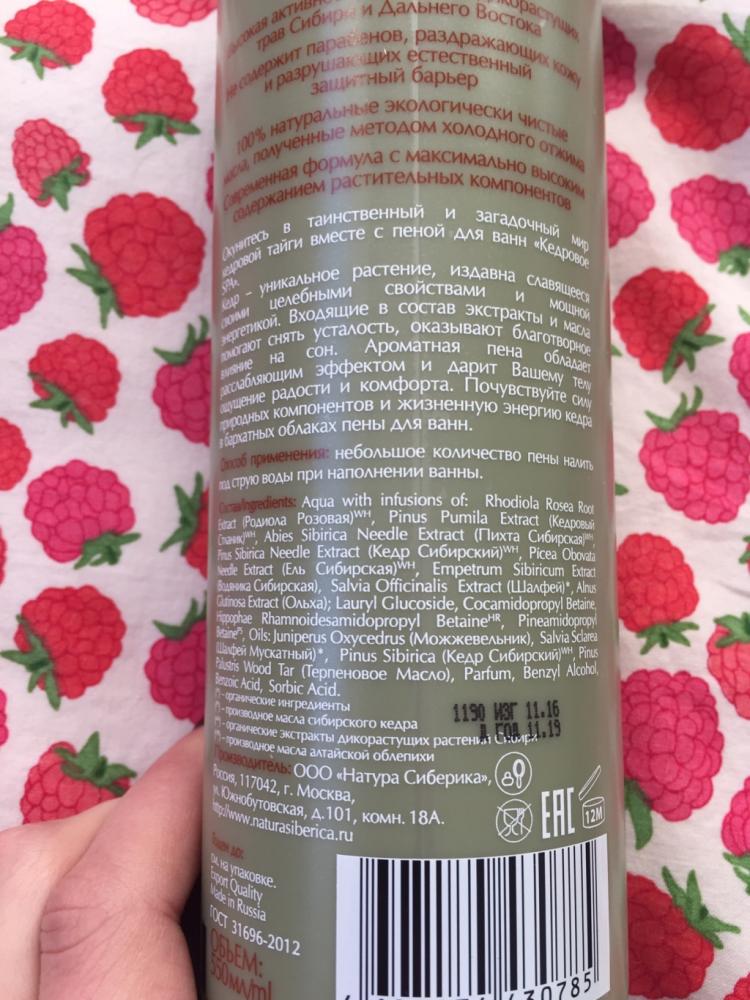 Высокая активность дикорастущих
трав Сибири и Дальнего Востока
Не содержит парабенов, раздражающих кожу
и разрушающих естественный
защитный барьер
100% натуральные экологически чистые
масла, полученные методом холодного отжима
Современная формула с максимально высоким
содержанием растительных компонентов
Окунитесь в таинственный и загадочный мир
кедровой тайги вместе с пеной для ванн «Кедровое
SPA».
Кедр – уникальное растение, издавна славящееся
своими целебными свойствами и мощной
энергетикой. Входящие в состав экстракты и масла
помогают снять усталость, оказывают благотворное
влияние на сон. Ароматная пена обладает
расслабляющим эффектом и дарит Вашему телу
ощущение радости и комфорта. Почувствуйте силу
природных компонентов и жизненную энергию кедра
в бархатных облаках пены для ванн.
Способ применения: небольшое количество пены налить
под струю воды при наполнении ванны.
Состав/Ingredients: Aqua with infusions of: Rhodiola Rosea Root
Extract (Родиола Розовая)WH, Pinus Pumila Extract (Кедровый
Стланик)WH, Abies Sibirica Needle Extract (Пихта Сибирская)WH,
Pinus Sibirica Needle Extract (Кедр Сибирский)WH, Picea Obovata
Needle Extract (Ель Сибирская)WH, Empetrum Sibiricum Extract
(Водяника Сибирская), Salvia Officinalis Extract (Шалфей)*, Alnus
Glutinosa Extract (Ольха); Lauryl Glucoside, Cocamidopropyl Betaine,
Hippophae Rhamnoidesamidopropyl BetaineHR, Pineamidopropyl
BetainePS, Oils: Juniperus Oxycedrus (Можжевельник), Salvia Sclarea
(Шалфей Мускатный)*, Pinus Sibirica (Кедр Сибирский)WH, Pinus
Palustris Wood Tar (Терпеновое Масло), Parfum, Benzyl Alcohol,
Benzoic Acid, Sorbic Acid.
(*) – органические ингредиенты
– производное масла сибирского кедра
– органические экстракты дикорастущих растений Сибири
– производное масла алтайской облепихи
1190 ИЗГ 11.16
ГОД 11.19
Производитель: ООО «Натура Сиберика»,
Россия, 117042, г. Москва,
ул. Южнобутовская, д.101, комн. 18А.
http://www.naturasiberica.ru
EAC
12M
Годен до:
см. на упаковке.
Export Quality
Made in Russia
ГОСТ 31696-2012
ОБЪЕМ:
550мл/ml
630785